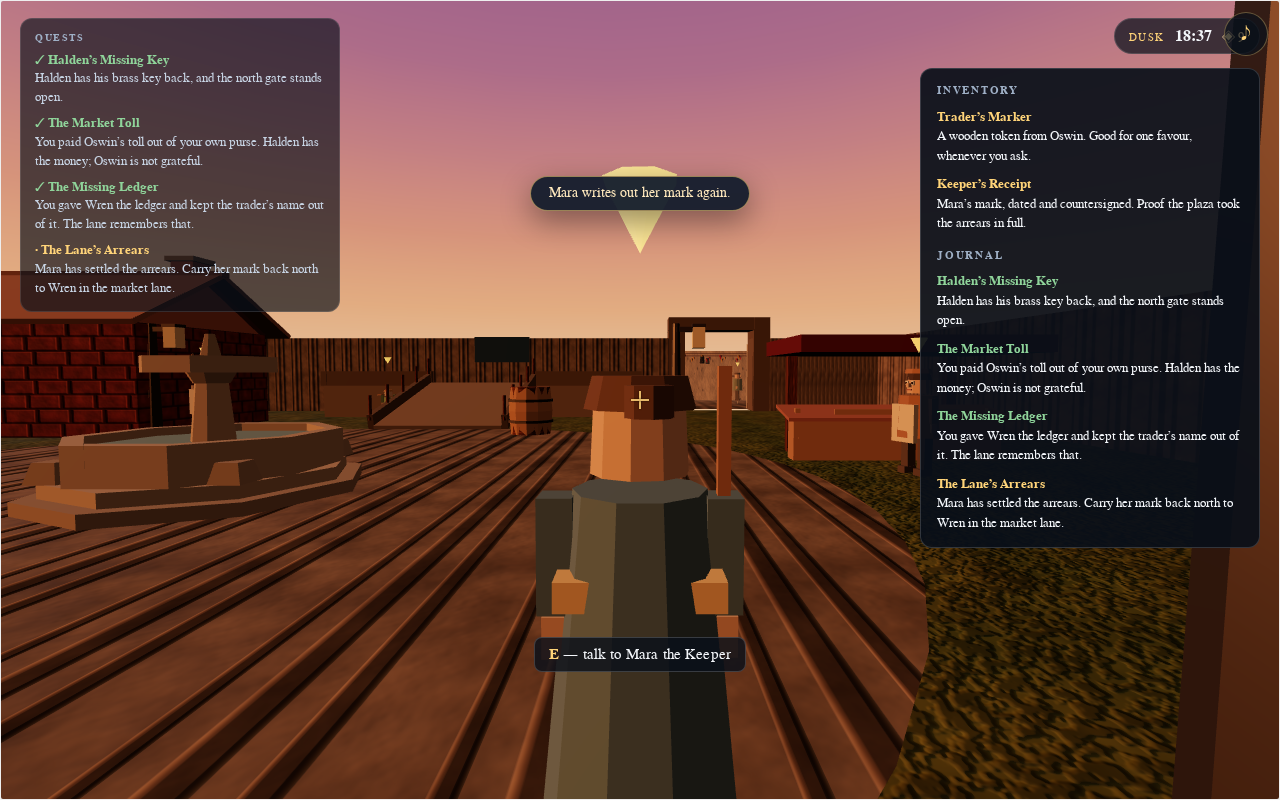 QUESTS
✓ Halden's Missing Key
Halden has his brass key back, and the north gate stands
open.
✓ The Market Toll
You paid Oswin's toll out of your own purse. Halden has
the money; Oswin is not grateful.
✓ The Missing Ledger
You gave Wren the ledger and kept the trader's name out
of it. The lane remembers that.
· The Lane's Arrears
Mara has settled the arrears. Carry her mark back north
to Wren in the market lane.
Mara writes out her mark again.
E — talk to Mara the Keeper
DUSK 18:37
INVENTORY
Trader's Marker
A wooden token from Oswin. Good for one favour,
whenever you ask.
Keeper's Receipt
Mara's mark, dated and countersigned. Proof the plaza took
the arrears in full.
JOURNAL
Halden's Missing Key
Halden has his brass key back, and the north gate stands
open.
The Market Toll
You paid Oswin's toll out of your own purse. Halden has the
money; Oswin is not grateful.
The Missing Ledger
You gave Wren the ledger and kept the trader's name out of
it. The lane remembers that.
The Lane's Arrears
Mara has settled the arrears. Carry her mark back north to
Wren in the market lane.